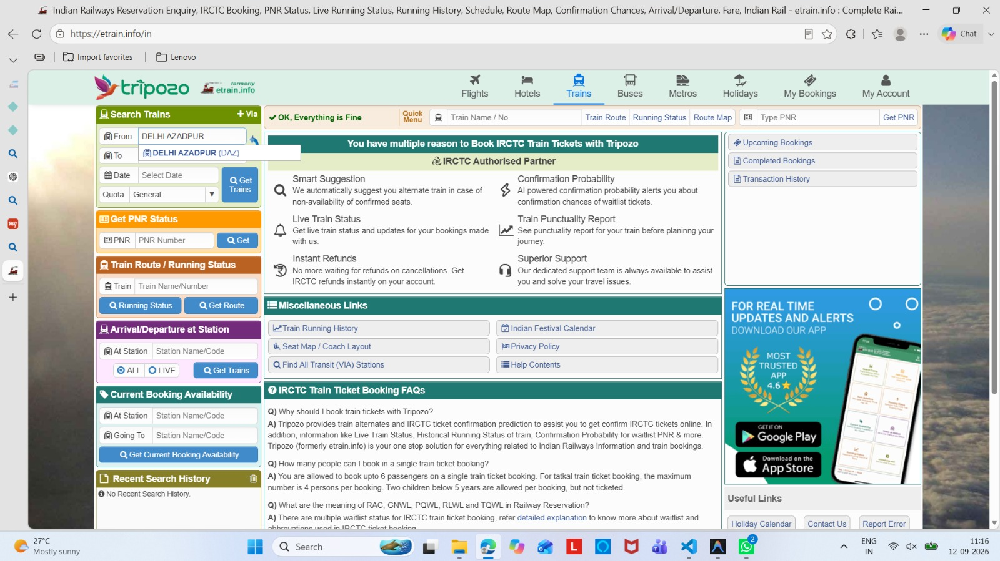 Indian Railways Reservation Enquiry, IRCTC Booking, PNR Status, Live Running Status, Running History, Schedule, Route Map, Confirmation Chances, Arrival/Departure, Fare, Indian Rail - etrain.info : Complete Rai...
https://etrain.info/in
Chat
Import favorites
Lenovo
tripozo
formerly
etrain.info
Flights
Hotels
Trains
Buses
Metros
Holidays
My Bookings
My Account
Search Trains
+ Via
From
DELHI AZADPUR
DELHI AZADPUR (DAZ)
To
Date
Select Date
Get
Trains
Quota
General
Get PNR Status
PNR
PNR Number
Get
Train Route / Running Status
Train
Train Name/Number
Running Status
Get Route
Arrival/Departure at Station
At Station
Station Name/Code
ALL
LIVE
Get Trains
Current Booking Availability
At Station
Station Name/Code
Going To
Station Name/Code
Get Current Booking Availability
Recent Search History
No Recent Search History.
OK, Everything is Fine
Quick
Menu
Train Name / No.
Train Route
Running Status
Route Map
Type PNR
Get PNR
You have multiple reason to Book IRCTC Train Tickets with Tripozo
IRCTC Authorised Partner
Smart Suggestion
We automatically suggest you alternate train in case of
non-availability of confirmed seats.
Confirmation Probability
AI powered confirmation probability alerts you about
confirmation chances of waitlist tickets.
Live Train Status
Get live train status and updates for your bookings made
with us.
Train Punctuality Report
See punctuality report for your train before planinng your
journey.
Instant Refunds
No more waiting for refunds on cancellations. Get
IRCTC refunds instantly on your account.
Superior Support
Our dedicated support team is always available to assist
you and solve your travel issues.
Miscellaneous Links
Train Running History
Indian Festival Calendar
Seat Map / Coach Layout
Privacy Policy
Find All Transit (VIA) Stations
Help Contents
IRCTC Train Ticket Booking FAQs
Q) Why should I book train tickets with Tripozo?
A) Tripozo provides train alternates and IRCTC ticket confirmation prediction to assist you to get confirm IRCTC tickets online. In
addition, information like Live Train Status, Historical Running Status of train, Confirmation Probability for waitlist PNR & more.
Tripozo (formerly etrain.info) is your one stop solution for everything related to Indian Railways Information and train bookings.
Q) How many people can I book in a single train ticket booking?
A) You are allowed to book upto 6 passengers on a single train ticket booking. For tatkal train ticket booking, the maximum
number is 4 persons per booking. Two children below 5 years are allowed per booking, but not ticketed.
Q) What are the meaning of RAC, GNWL, PQWL, RLWL and TQWL in Railway Reservation?
A) There are multiple waitlist status for IRCTC train ticket booking, refer detailed explanation to know more about waitlist and
abbrevations used in IRCTC ticket booking.
Upcoming Bookings
Completed Bookings
Transaction History
FOR REAL TIME
UPDATES AND ALERTS
DOWNLOAD OUR APP
MOST
TRUSTED
APP
4.6
GET IT ON
Google Play
Download on the
App Store
Useful Links
Holiday Calendar
Contact Us
Report Error
27°C
Mostly sunny
Search
2
ENG
IN
11:16
12-09-2026